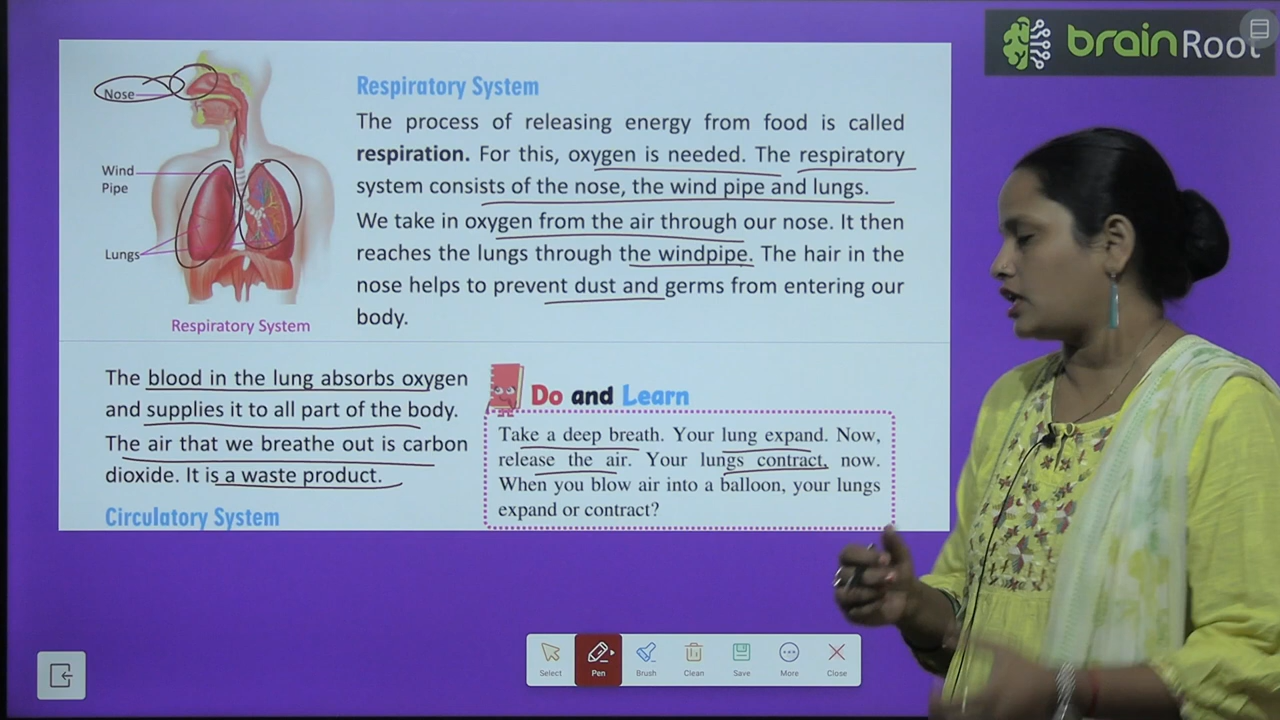 brainRoot
Nose
Wind
Pipe
Lungs
Respiratory System
Respiratory System
The process of releasing energy from food is called
respiration. For this, oxygen is needed. The respiratory
system consists of the nose, the wind pipe and lungs.
We take in oxygen from the air through our nose. It then
reaches the lungs through the windpipe. The hair in the
nose helps to prevent dust and germs from entering our
body.
The blood in the lung absorbs oxygen
and supplies it to all part of the body.
The air that we breathe out is carbon
dioxide. It is a waste product.
Circulatory System
Do and Learn
Take a deep breath. Your lung expand. Now,
release the air. Your lungs contract, now.
When you blow air into a balloon, your lungs
expand or contract?
Select Pen Brush Clean Save More Close